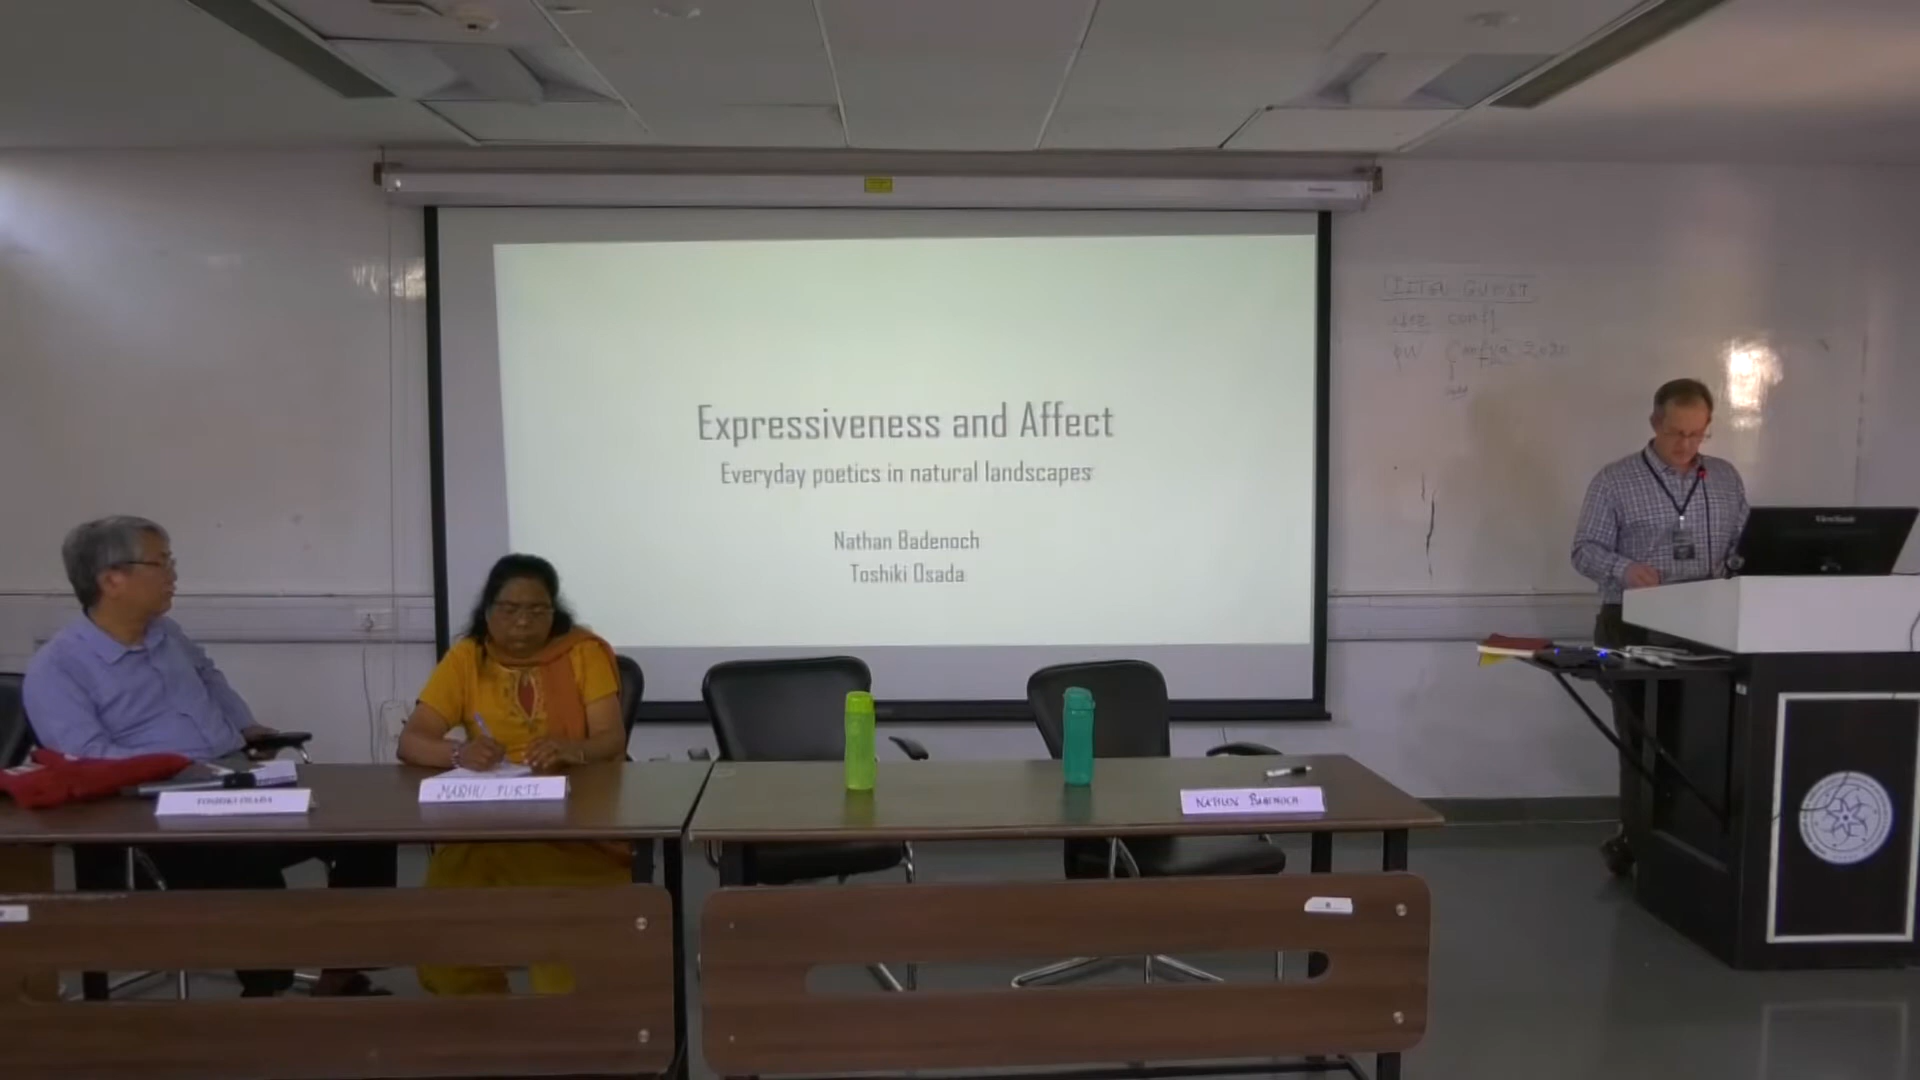 Expressiveness and Affect
Everyday poetics in natural landscapes
Nathan Badenoch
Toshiki Osada
GUEST
ViewSonic
TOSHIKI OSADA
MADHU PURTI
NATHAN BADENOCH